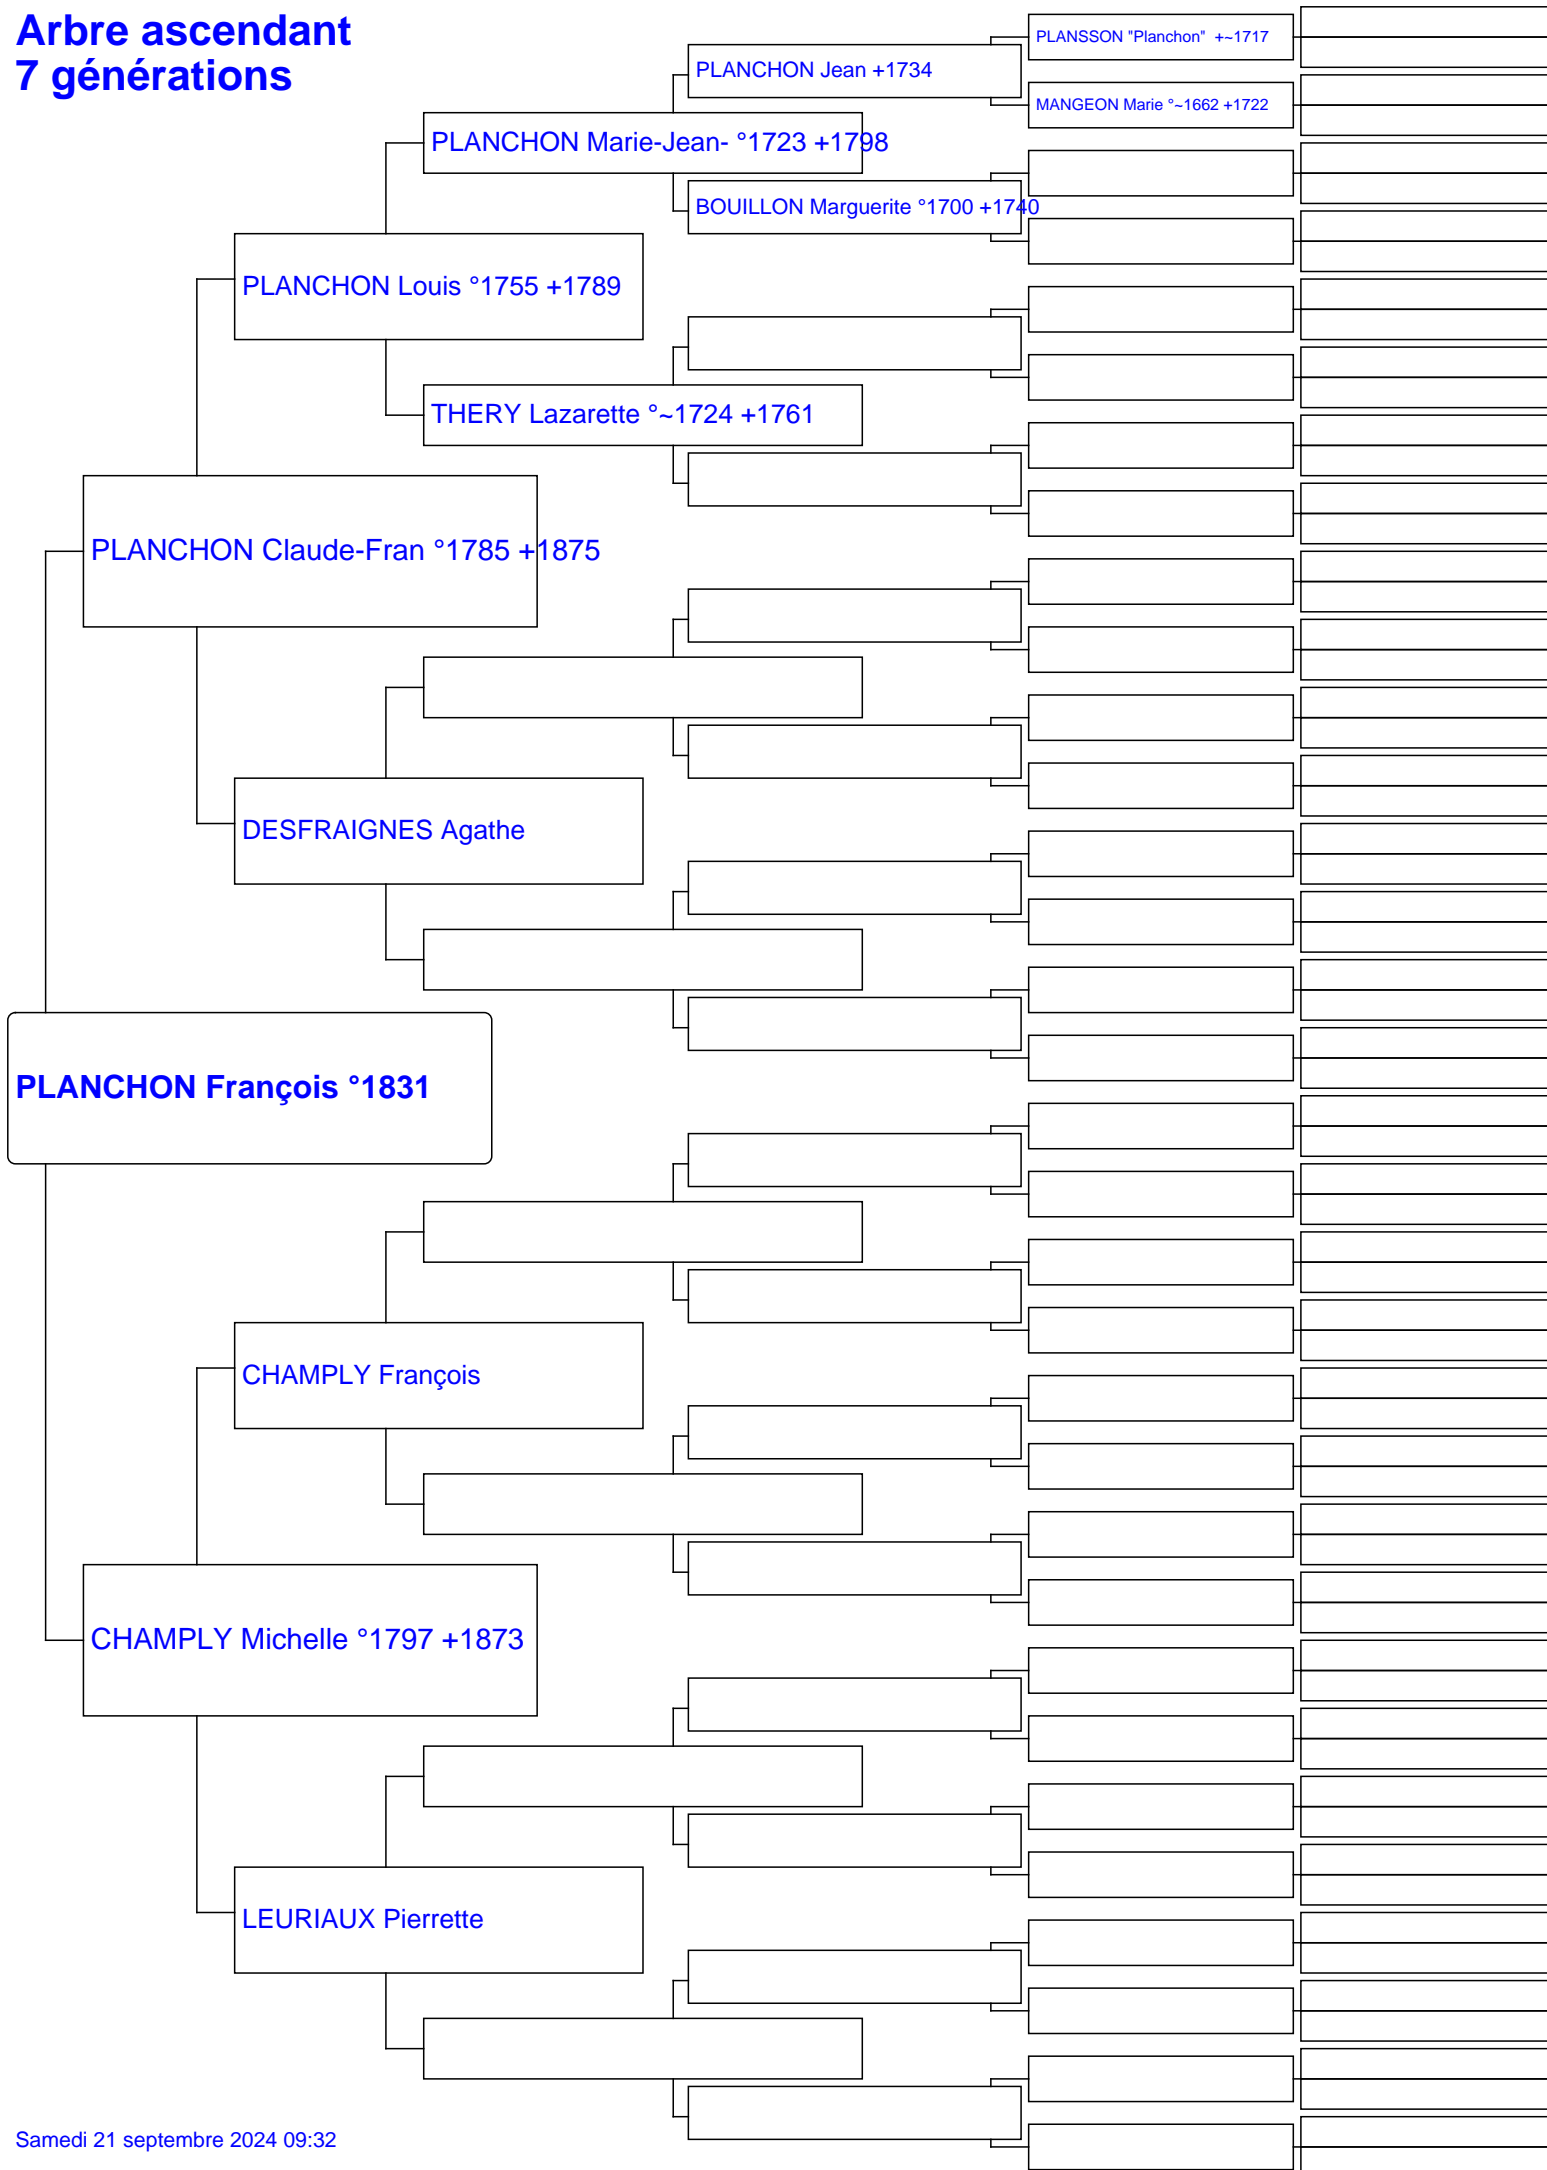 Arbre ascendant
7 générations
PLANSSON "Planchon"  +~1717
PLANCHON Jean +1734
MANGEON Marie °~1662 +1722
PLANCHON Marie-Jean- °1723 +1798
BOUILLON Marguerite °1700 +1740
PLANCHON Louis °1755 +1789
THERY Lazarette °~1724 +1761
PLANCHON Claude-Fran °1785 +1875
DESFRAIGNES Agathe
PLANCHON François °1831
CHAMPLY François
CHAMPLY Michelle °1797 +1873
LEURIAUX Pierrette
Samedi 21 septembre 2024 09:32